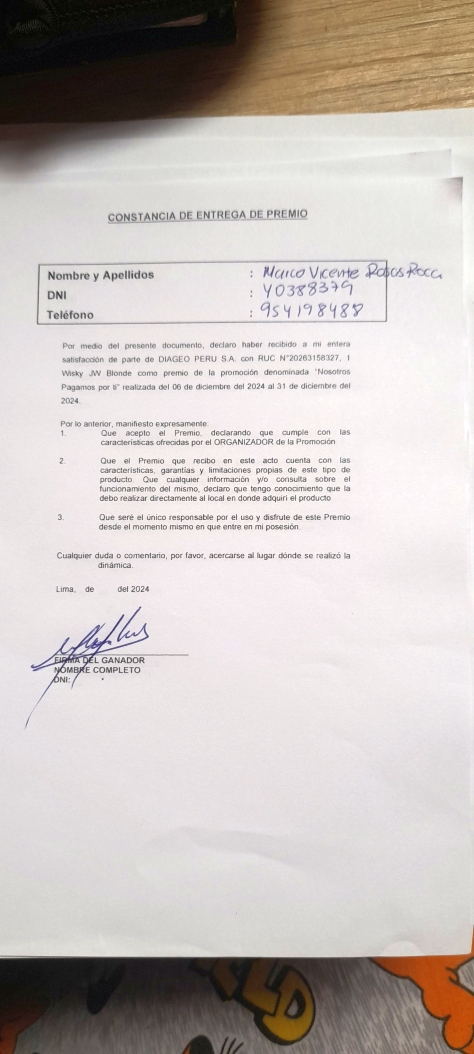 CONSTANCIA DE ENTREGA DE PREMIO
Nombre y Apellidos : Marco Vicente Rosas Roca
DNI : 40388379
Teléfono : 954198488
Por medio del presente documento, declaro haber recibido a mi entera
satisfacción de parte de DIAGEO PERU S.A. con RUC N°20263158327, 1
Wisky JW Blonde como premio de la promoción denominada "Nosotros
Pagamos por ti" realizada del 06 de diciembre del 2024 al 31 de diciembre del
2024.
Por lo anterior, manifiesto expresamente:
1. Que acepto el Premio, declarando que cumple con las
características ofrecidas por el ORGANIZADOR de la Promoción
2. Que el Premio que recibo en este acto cuenta con las
características, garantías y limitaciones propias de este tipo de
producto. Que cualquier información y/o consulta sobre el
funcionamiento del mismo, declaro que tengo conocimiento que la
debo realizar directamente al local en donde adquirí el producto
3. Que seré el único responsable por el uso y disfrute de este Premio
desde el momento mismo en que entre en mi posesión.
Cualquier duda o comentario, por favor, acercarse al lugar dónde se realizó la
dinámica.
Lima, de del 2024
FIRMA DEL GANADOR
NOMBRE COMPLETO
DNI: